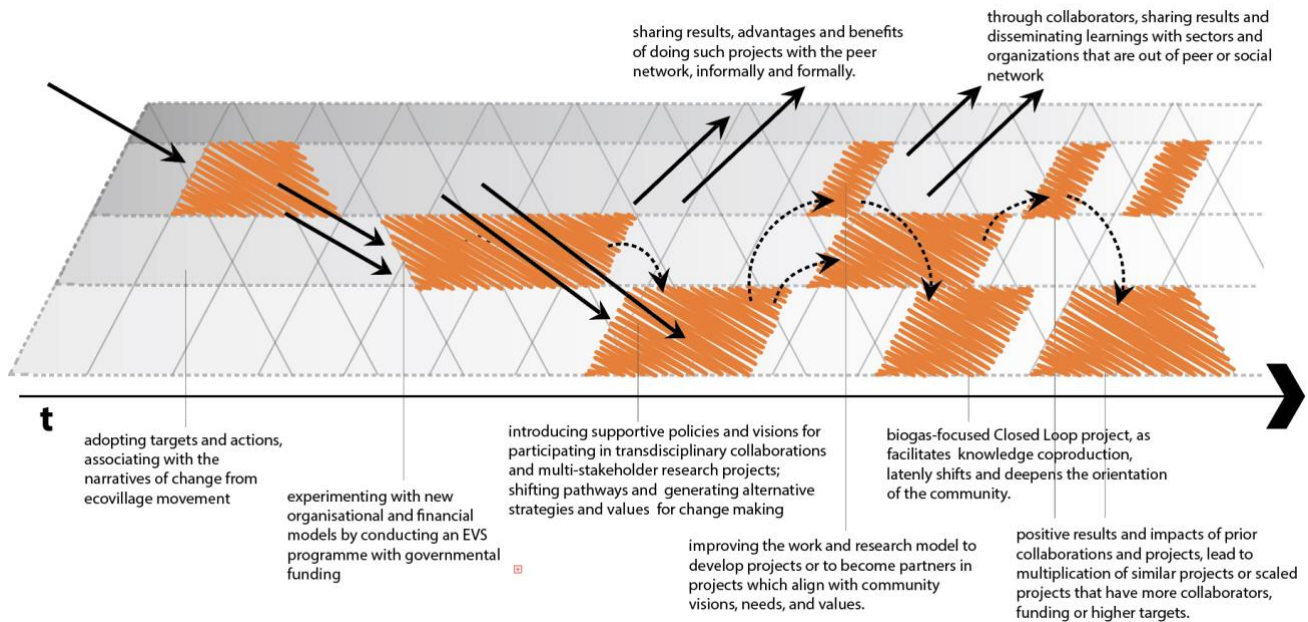 sharing results, advantages and benefits
of doing such projects with the peer
network, informally and formally.
through collaborators, sharing results and
disseminating learnings with sectors and
organizations that are out of peer or social
network
t
adopting targets and actions,
associating with the
narratives of change from
ecovillage movement
experimenting with new
organisational and financial
models by conducting an EVS
programme with governmental
funding
introducing supportive policies and visions for
participating in transdisciplinary collaborations
and multi-stakeholder research projects;
shifting pathways and generating alternative
strategies and values for change making
improving the work and research model to
develop projects or to become partners in
projects which align with community
visions, needs, and values.
biogas-focused Closed Loop project, as
facilitates knowledge coproduction,
latenly shifts and deepens the orientation
of the community.
positive results and impacts of prior
collaborations and projects, lead to
multiplication of similar projects or scaled
projects that have more collaborators,
funding or higher targets.